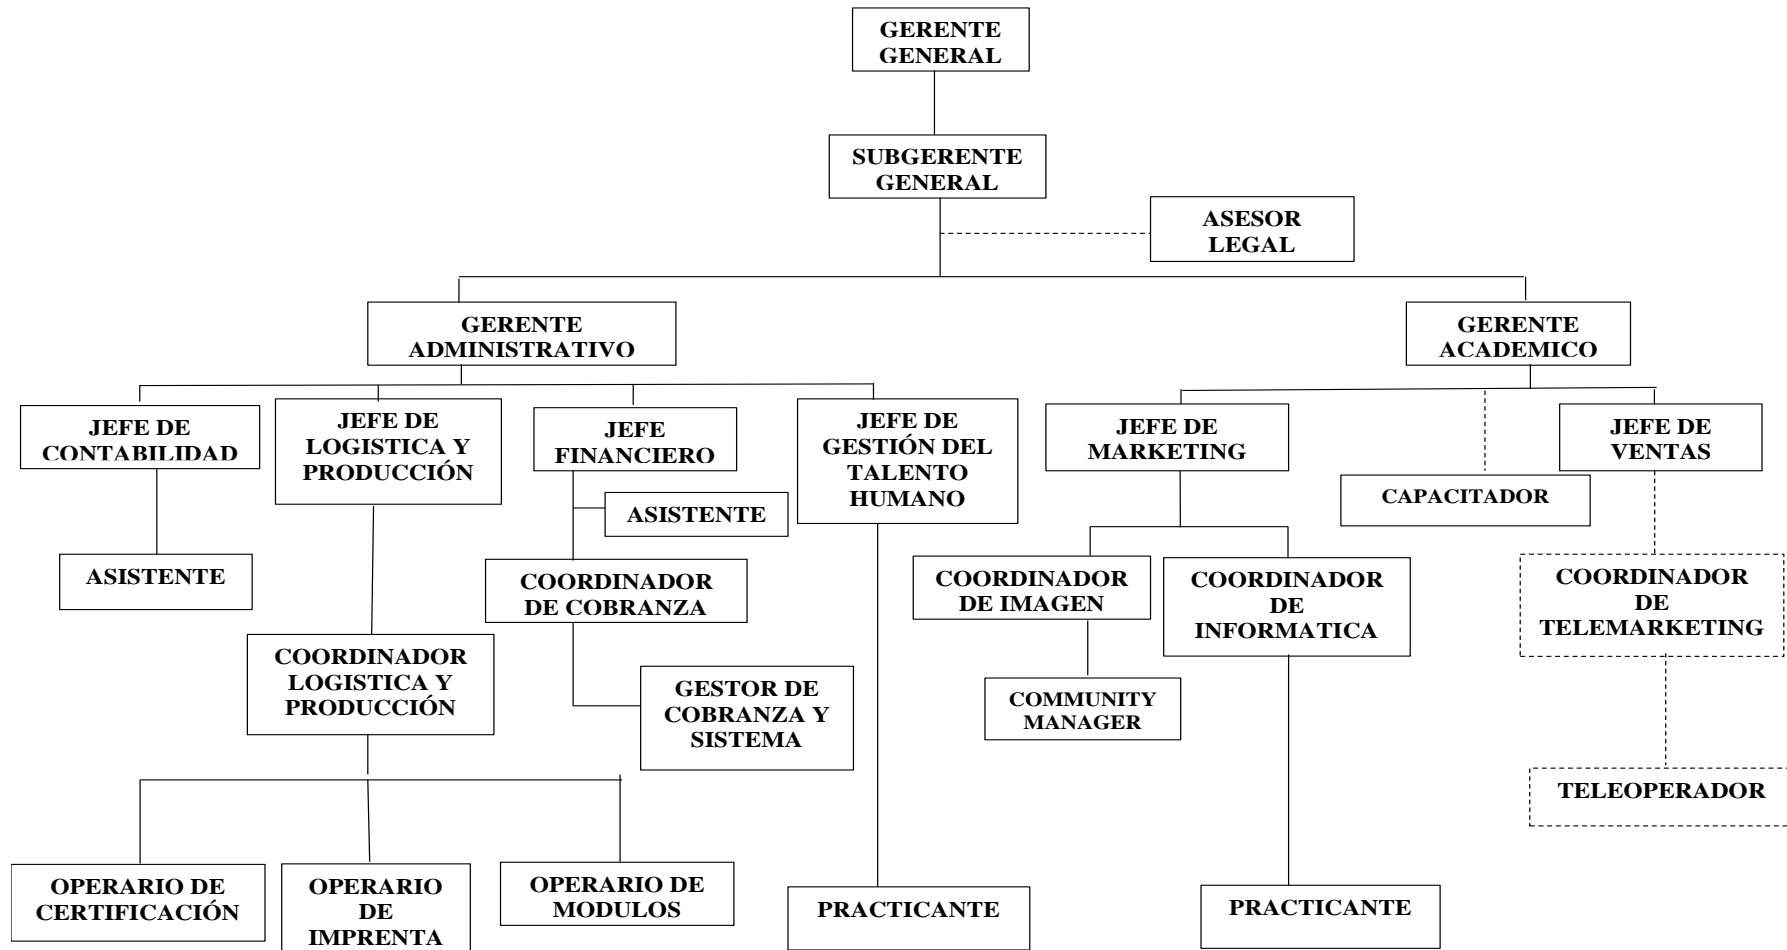 GERENTE
GENERAL
SUBGERENTE
GENERAL
ASESOR
LEGAL
GERENTE
ADMINISTRATIVO
GERENTE
ACADEMICO
JEFE DE
CONTABILIDAD
JEFE DE
LOGISTICA Y
PRODUCCIÓN
JEFE
FINANCIERO
JEFE DE
GESTIÓN DEL
TALENTO
HUMANO
JEFE DE
MARKETING
JEFE DE
VENTAS
CAPACITADOR
ASISTENTE
ASISTENTE
COORDINADOR
DE COBRANZA
COORDINADOR
DE IMAGEN
COORDINADOR
DE
INFORMATICA
COORDINADOR
DE
TELEMARKETING
COORDINADOR
LOGISTICA Y
PRODUCCIÓN
GESTOR DE
COBRANZA Y
SISTEMA
COMMUNITY
MANAGER
TELEOPERADOR
OPERARIO DE
CERTIFICACIÓN
OPERARIO
DE
IMPRENTA
OPERARIO DE
MODULOS
PRACTICANTE
PRACTICANTE